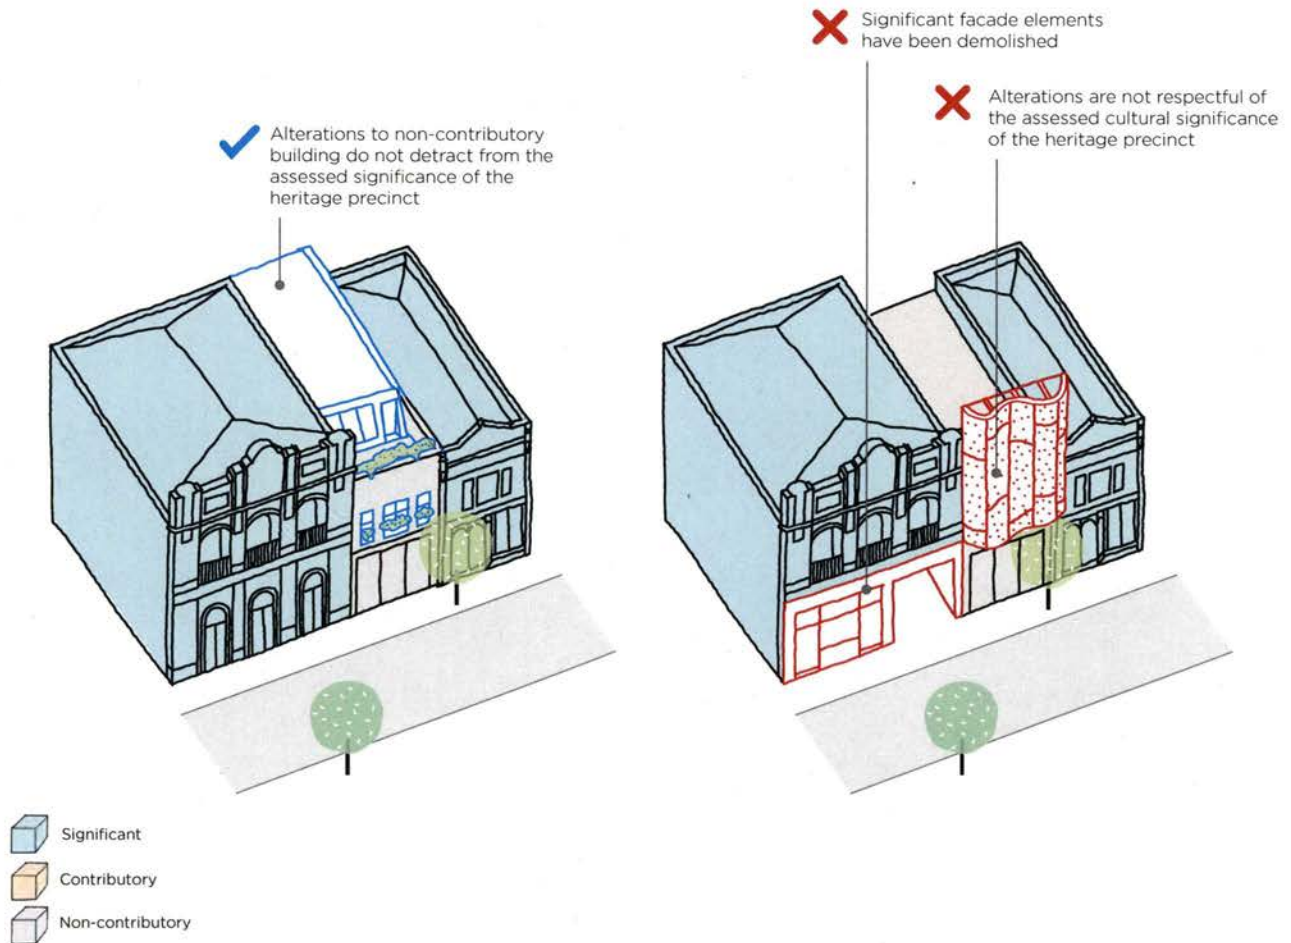 Significant facade elements
have been demolished
Alterations are not respectful of
the assessed cultural significance
of the heritage precinct
Alterations to non-contributory
building do not detract from the
assessed significance of the
heritage precinct
Significant
Contributory
Non-contributory